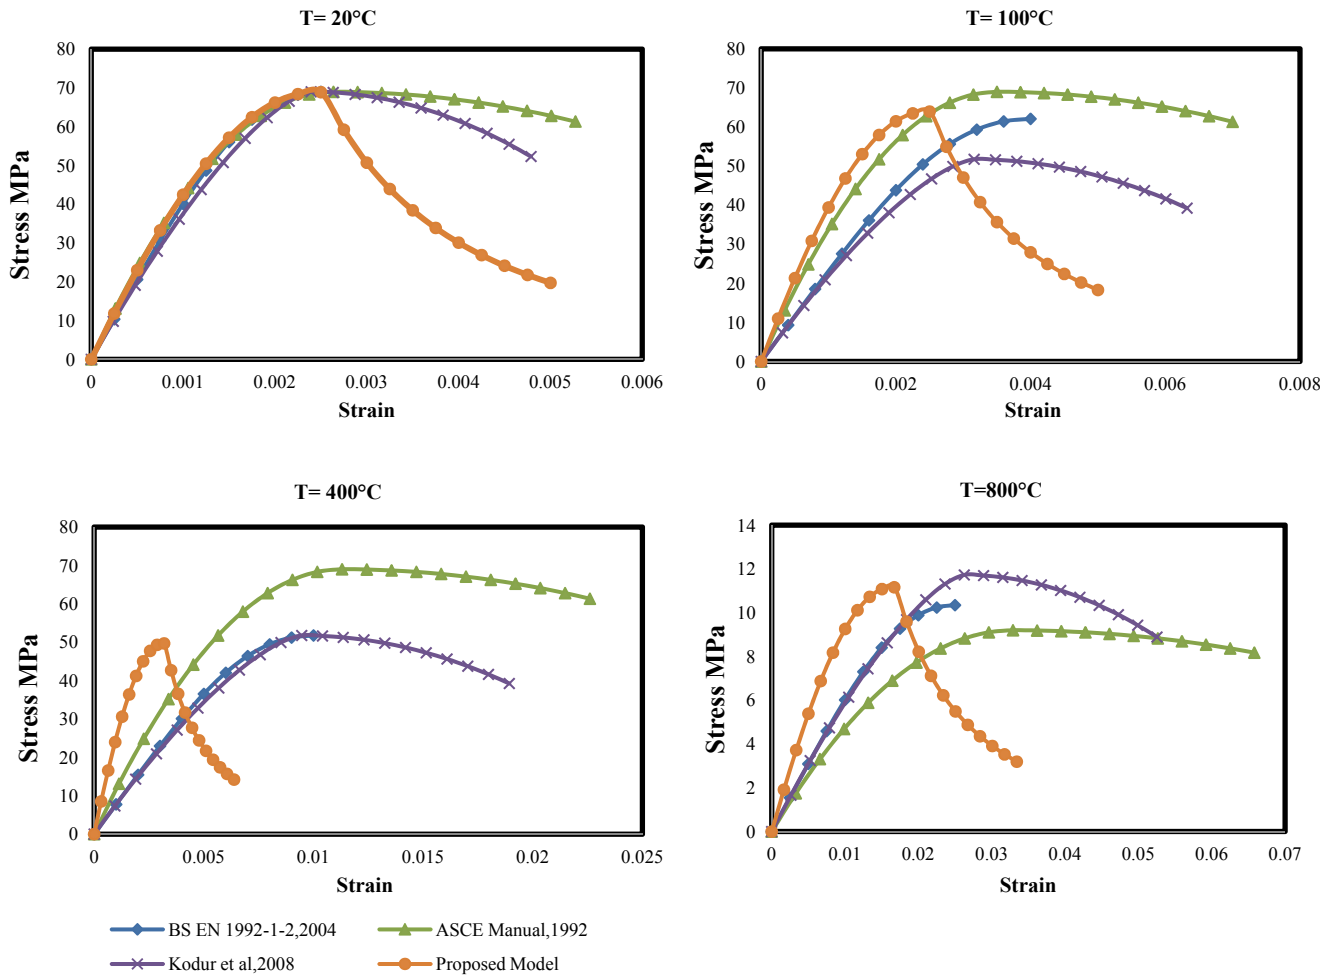 T= 20°C
80
70
60
50
40
30
20
10
0
Stress MPa
0 0.001 0.002 0.003 0.004 0.005 0.006
Strain
T= 100°C
80
70
60
50
40
30
20
10
0
Stress MPa
0 0.002 0.004 0.006 0.008
Strain
T= 400°C
80
70
60
50
40
30
20
10
0
Stress MPa
0 0.005 0.01 0.015 0.02 0.025
Strain
T=800°C
14
12
10
8
6
4
2
0
Stress MPa
0 0.01 0.02 0.03 0.04 0.05 0.06 0.07
Strain
BS EN 1992-1-2,2004 ASCE Manual,1992
Kodur et al,2008 Proposed Model